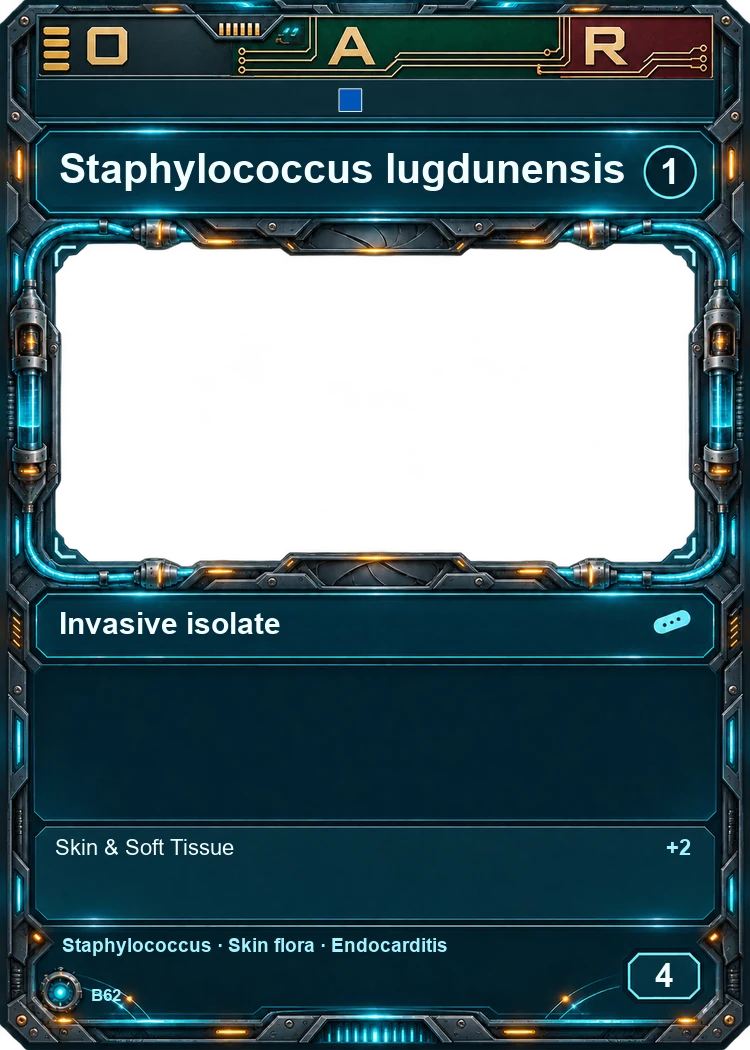 O A R
Staphylococcus lugdunensis 1
Invasive isolate
Skin & Soft Tissue +2
Staphylococcus · Skin flora · Endocarditis
4
B62